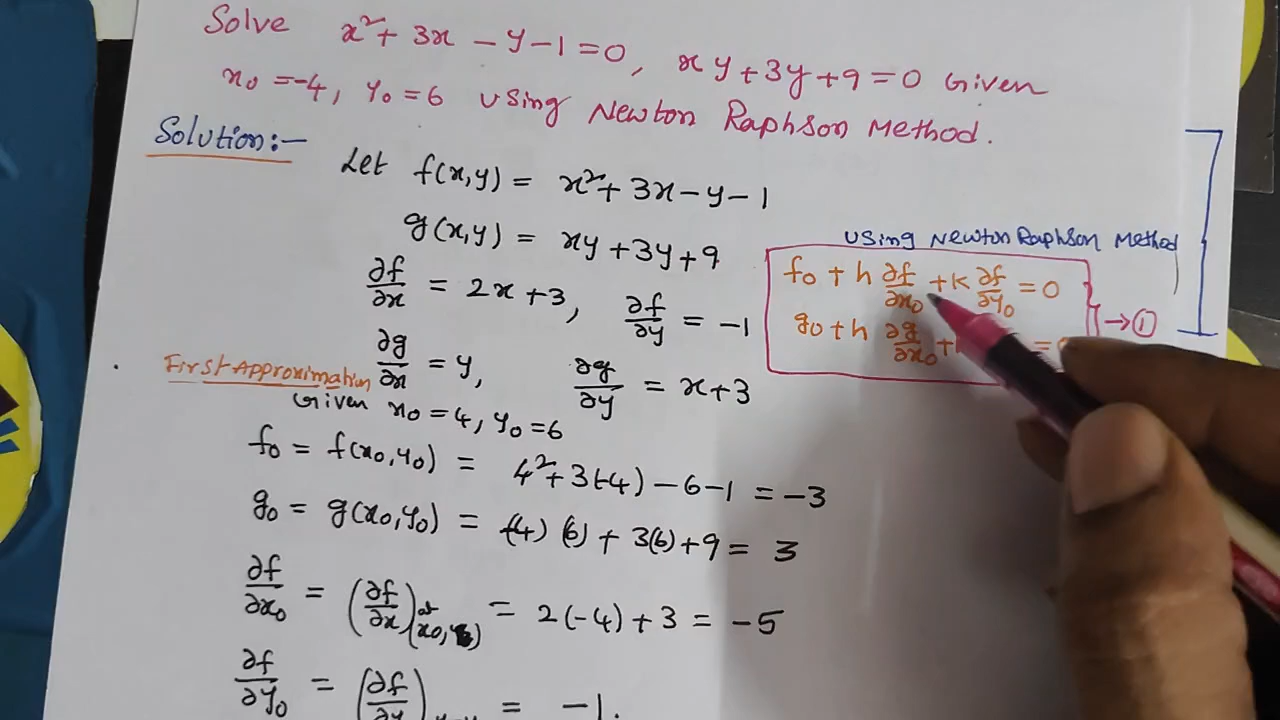 Solve x²+ 3x - y - 1 = 0, xy + 3y + 9 = 0 Given
x₀ = -4, y₀ = 6 using Newton Raphson Method.
Solution:-
Let f(x,y) = x²+ 3x - y - 1
g(x,y) = xy + 3y + 9
∂f/∂x = 2x + 3, ∂f/∂y = -1
∂g/∂x = y, ∂g/∂y = x + 3
using Newton Raphson Method
f₀ + h ∂f/∂x₀ + k ∂f/∂y₀ = 0
g₀ + h ∂g/∂x₀ + = → ①
First Approximation
Given x₀ = 4, y₀ = 6
f₀ = f(x₀,y₀) = 4²+ 3(-4) - 6 - 1 = -3
g₀ = g(x₀,y₀) = (-4) (6) + 3(6) + 9 = 3
∂f/∂x₀ = (∂f/∂x) at = 2(-4) + 3 = -5
∂f/∂y₀ = (∂f/∂y) = -1.